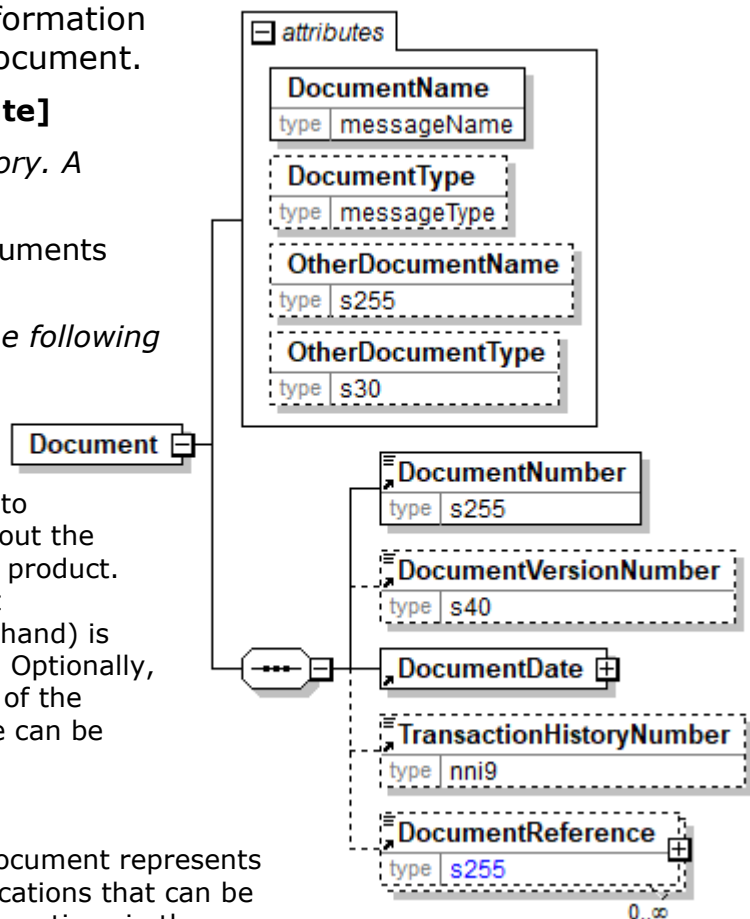 formation
ocument.
te]
ory. A
uments
e following
to
out the
product.
hand) is
Optionally,
of the
e can be
ocument represents
cations that can be
attributes
DocumentName
type messageName
DocumentType
type messageType
OtherDocumentName
type s255
OtherDocumentType
type s30
Document
DocumentNumber
type s255
DocumentVersionNumber
type s40
DocumentDate
TransactionHistoryNumber
type nni9
DocumentReference
type s255
0..∞